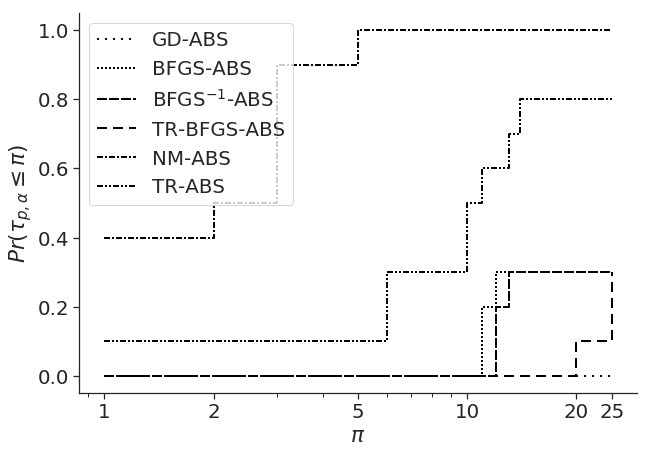 1.0
0.8
0.6
0.4
0.2
0.0
Pr(τp,α ≤ π)
GD-ABS
BFGS-ABS
BFGS⁻¹-ABS
TR-BFGS-ABS
NM-ABS
TR-ABS
1 2 5 10 20 25
π